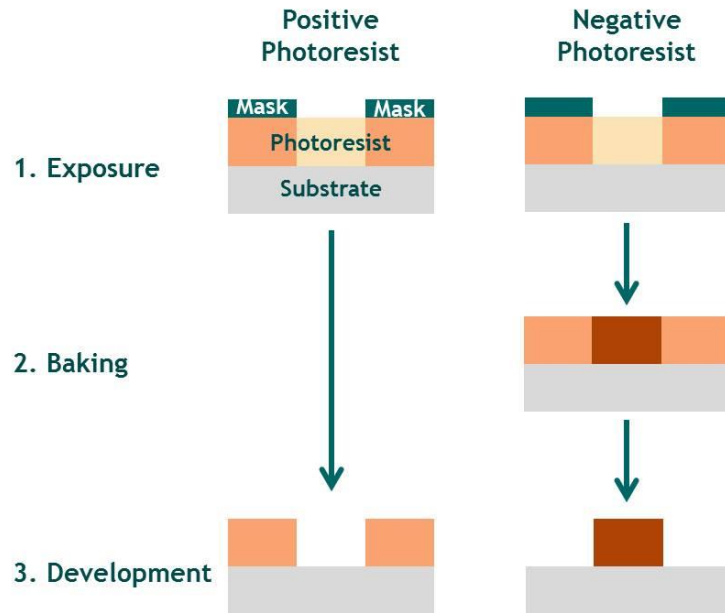 Positive
Photoresist
Negative
Photoresist
Mask
Mask
1. Exposure
Photoresist
Substrate
2. Baking
3. Development